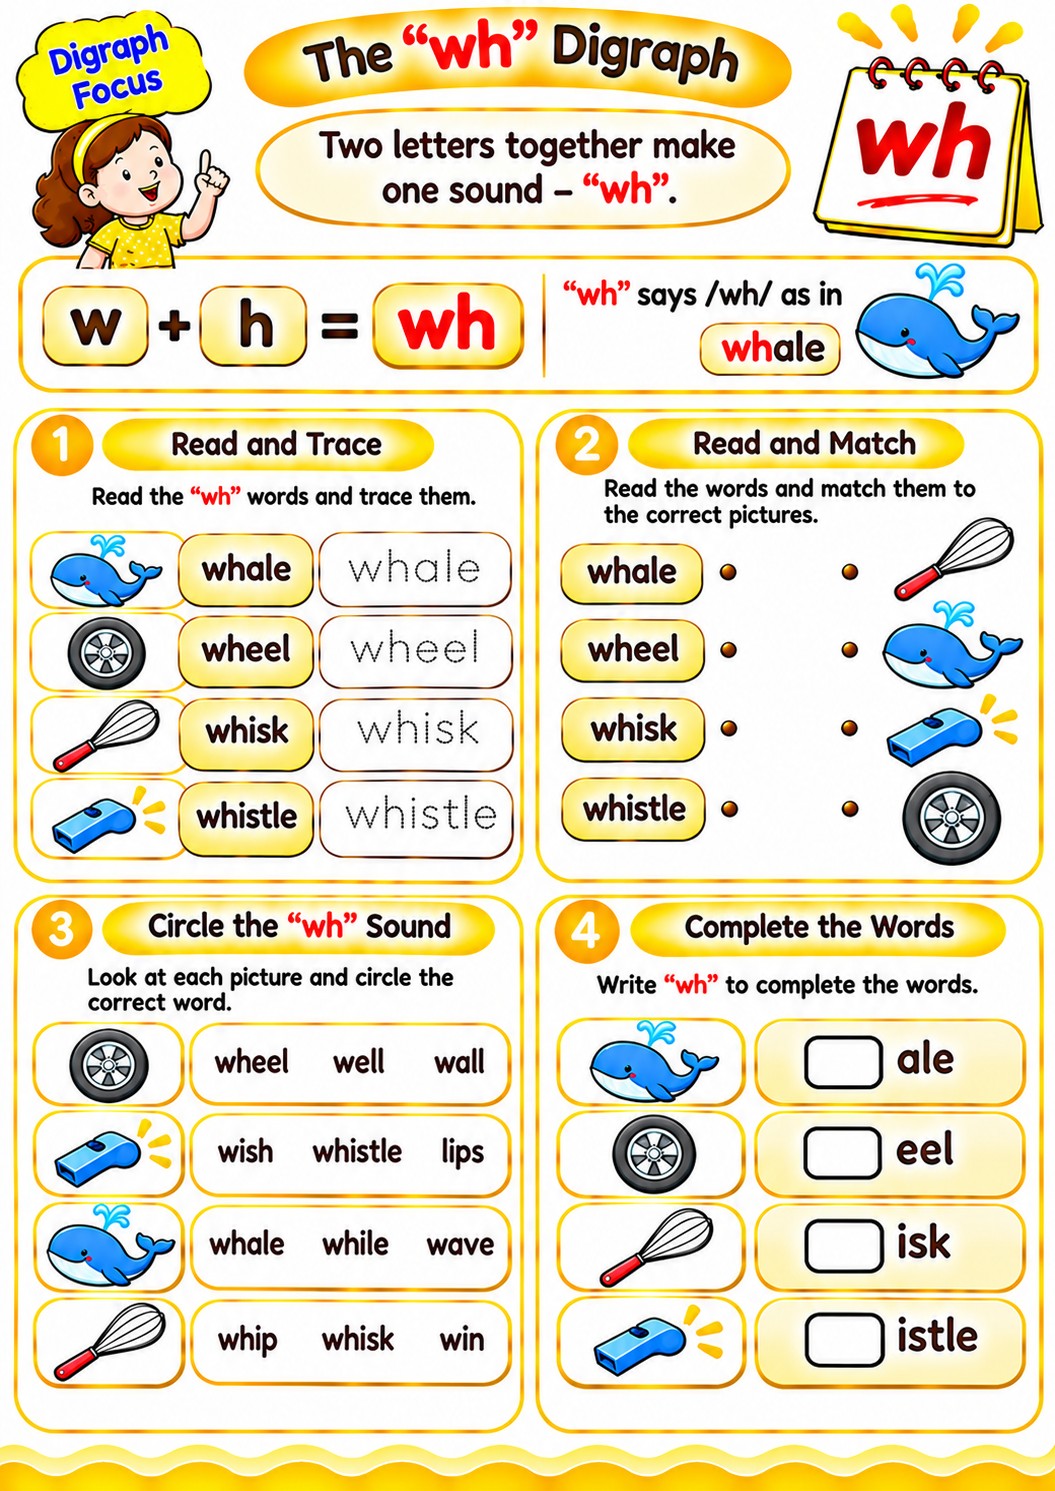 Digraph
Focus
The “wh” Digraph
Two letters together make
one sound – “wh”.
wh
w + h = wh
“wh” says /wh/ as in
whale
1 Read and Trace
Read the “wh” words and trace them.
whale whale
wheel wheel
whisk whisk
whistle whistle
2 Read and Match
Read the words and match them to
the correct pictures.
whale
wheel
whisk
whistle
3 Circle the “wh” Sound
Look at each picture and circle the
correct word.
wheel well wall
wish whistle lips
whale while wave
whip whisk win
4 Complete the Words
Write “wh” to complete the words.
ale
eel
isk
istle